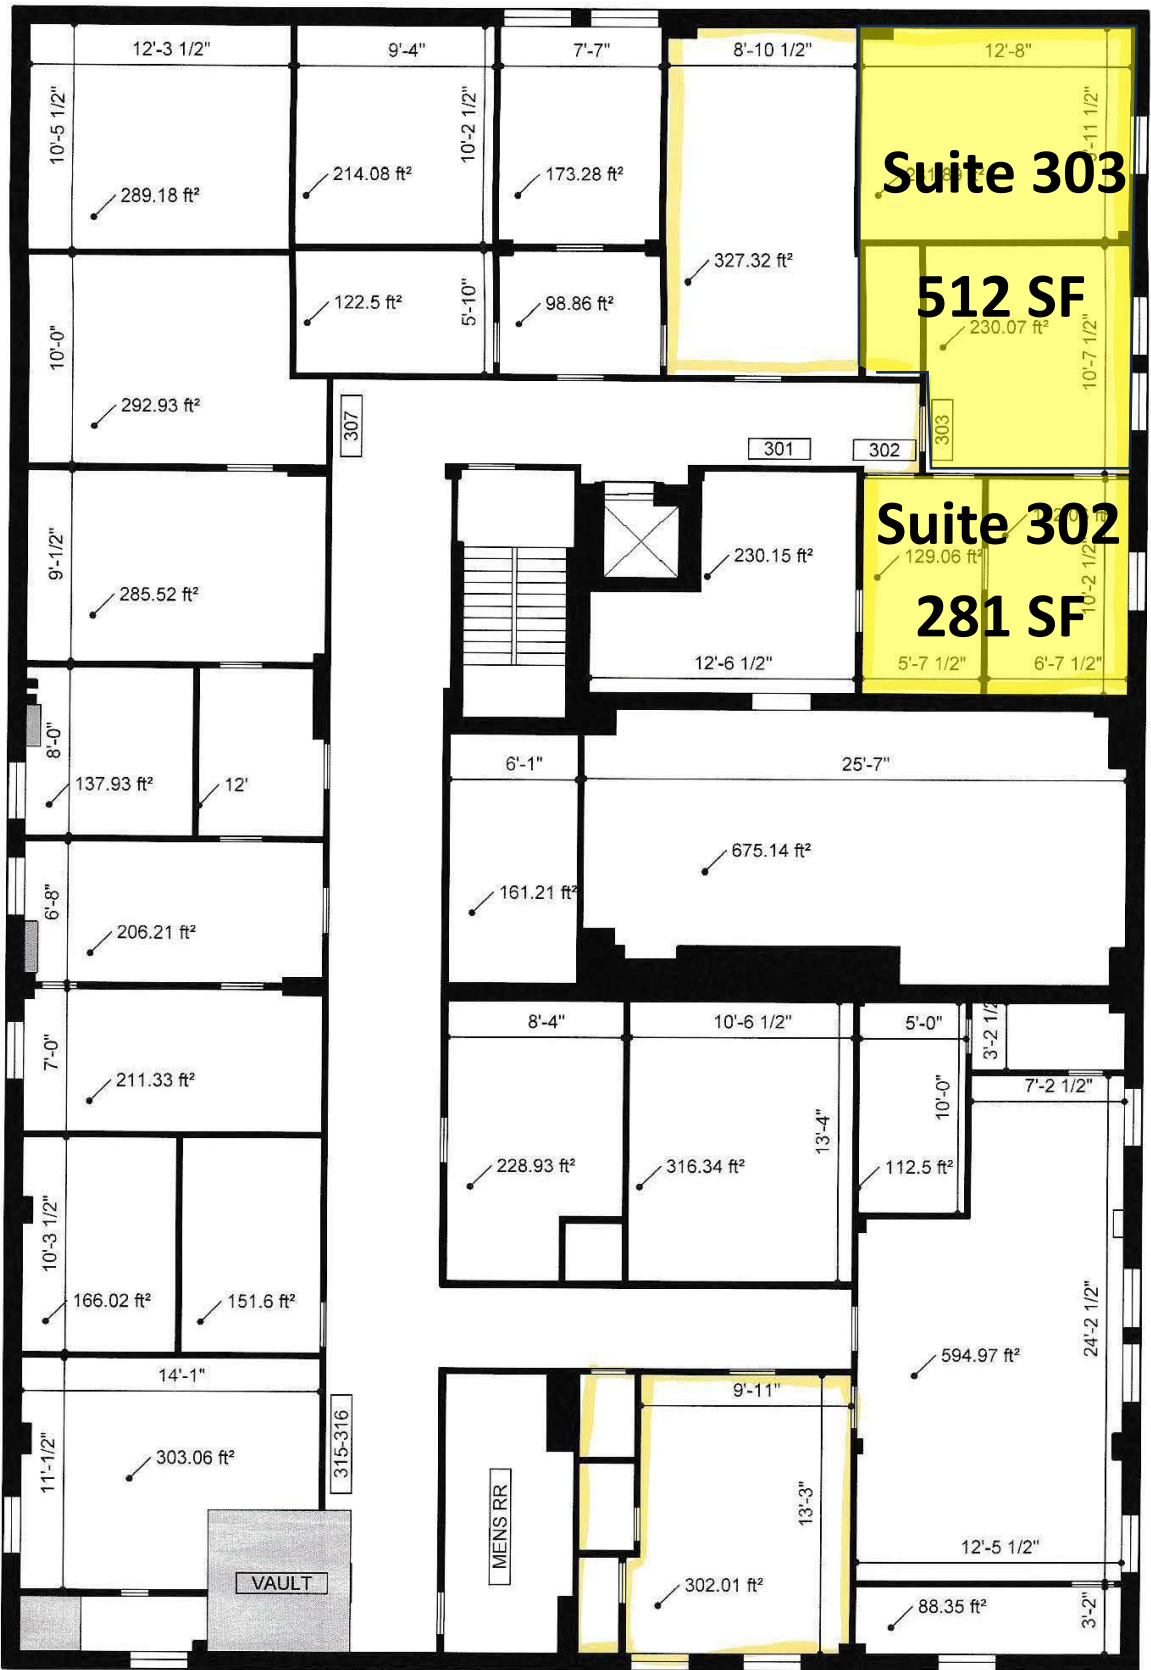 12'-3 1/2"
9'-4"
7'-7"
8'-10 1/2"
12'-8"
10'-5 1/2"
10'-2 1/2"
289.18 ft²
214.08 ft²
173.28 ft²
Suite 303
327.32 ft²
122.5 ft²
5'-10"
98.86 ft²
512 SF
230.07 ft²
10'-7 1/2"
10'-0"
292.93 ft²
307
301
302
303
9'-1/2"
285.52 ft²
230.15 ft²
Suite 302
129.06 ft²
10'-2 1/2"
281 SF
12'-6 1/2"
5'-7 1/2"
6'-7 1/2"
8'-0"
137.93 ft²
12'
6'-1"
25'-7"
675.14 ft²
161.21 ft²
6'-8"
206.21 ft²
7'-0"
211.33 ft²
8'-4"
10'-6 1/2"
5'-0"
3'-2 1/2
7'-2 1/2"
10'-0"
13'-4"
228.93 ft²
316.34 ft²
112.5 ft²
10'-3 1/2"
166.02 ft²
151.6 ft²
24'-2 1/2"
594.97 ft²
14'-1"
9'-11"
11'-1/2"
303.06 ft²
315-316
MENS RR
13'-3"
12'-5 1/2"
VAULT
302.01 ft²
88.35 ft²
3'-2"